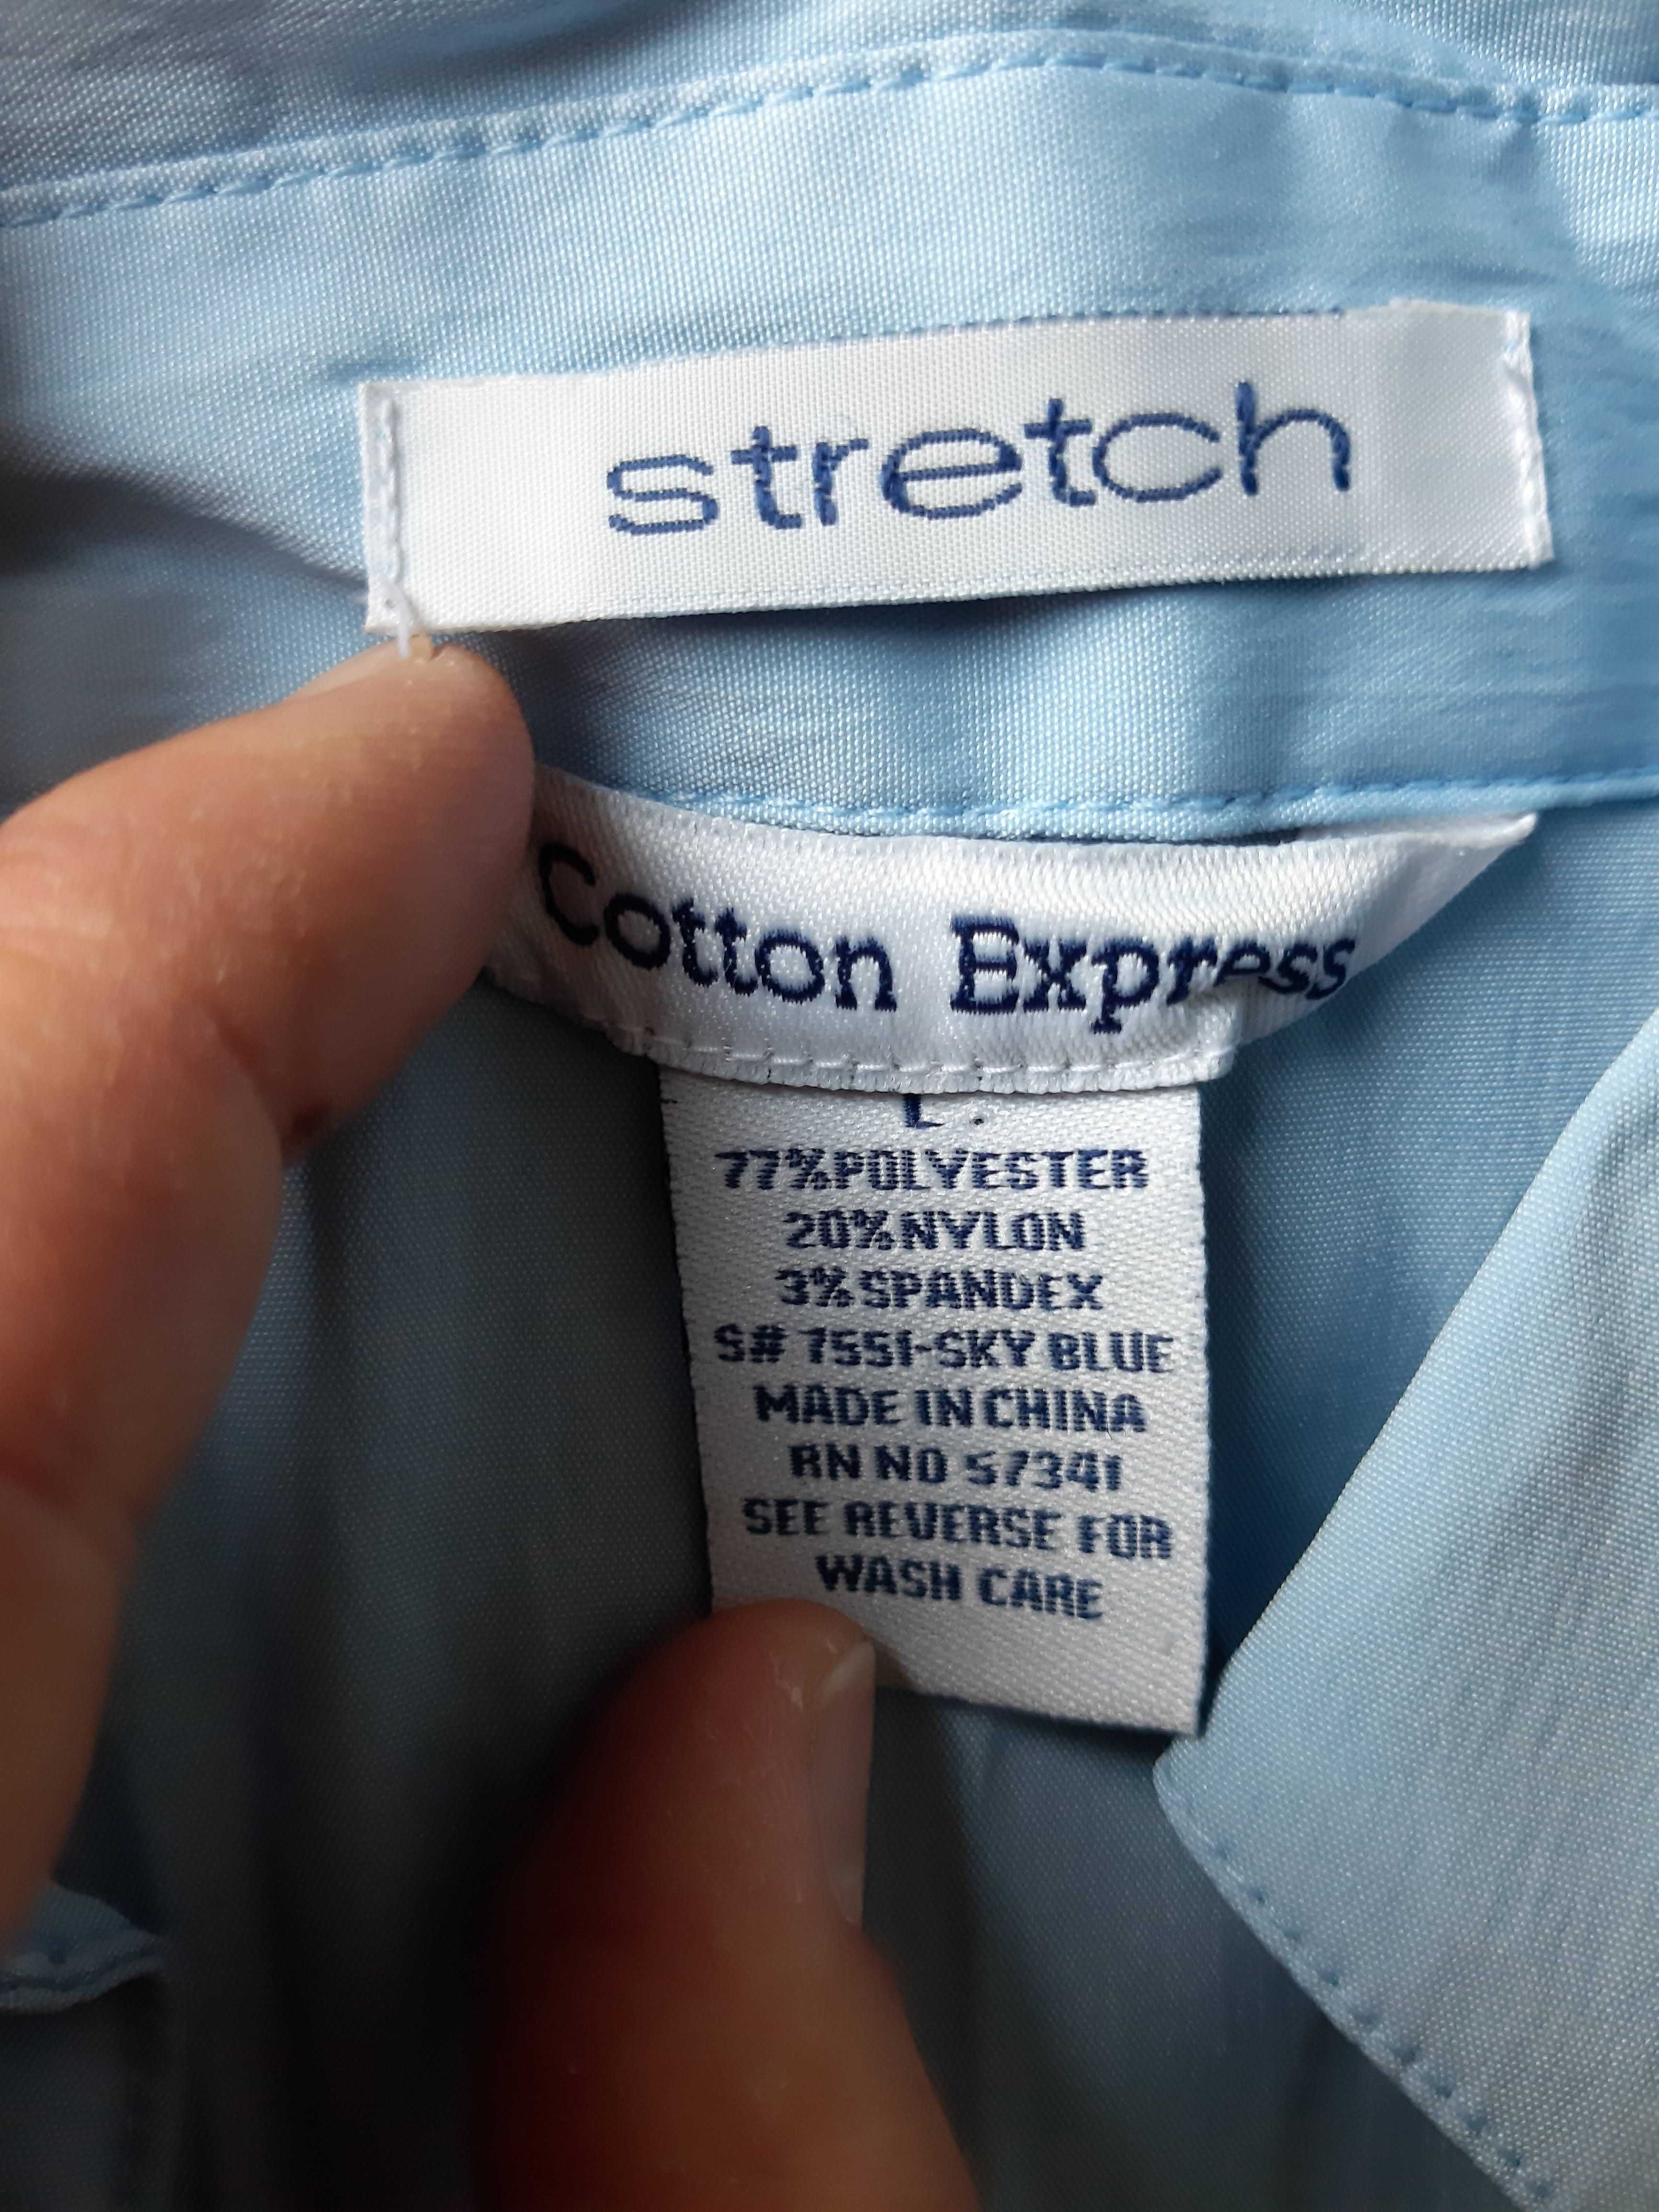 stretch
Cotton Express
L
77%POLYESTER
20%NYLON
3%SPANDEX
S# 7551-SKY BLUE
MADE IN CHINA
RN NO 57341
SEE REVERSE FOR
WASH CARE